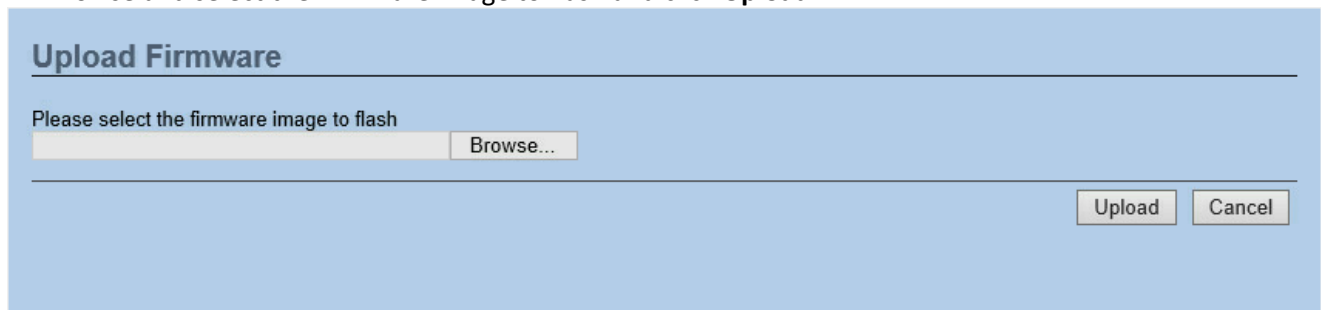 Upload Firmware
Please select the firmware image to flash
Browse...
Upload
Cancel